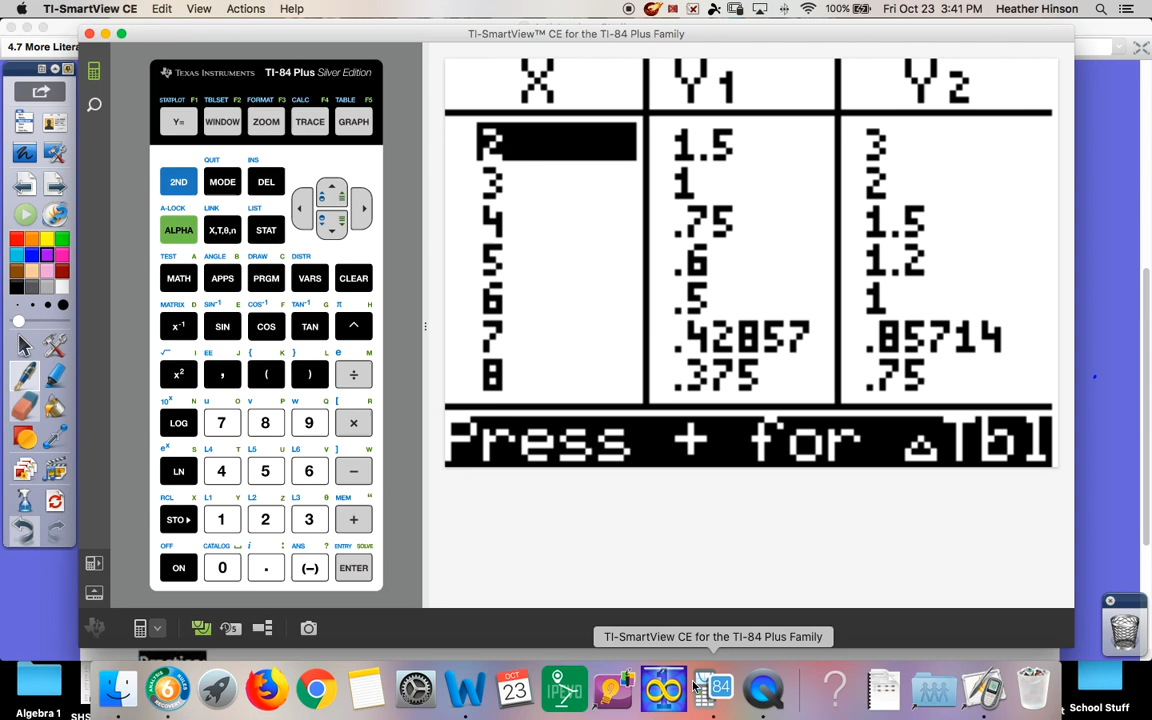 TI-SmartView CE Edit View Actions Help 100% Fri Oct 23 3:41 PM Heather Hinson
TI-SmartView™ CE for the TI-84 Plus Family
4.7 More Litera
TEXAS INSTRUMENTS TI-84 Plus Silver Edition
STATPLOT F1 TBLSET F2 FORMAT F3 CALC F4 TABLE F5
Y= WINDOW ZOOM TRACE GRAPH
QUIT INS
2ND MODE DEL
A-LOCK LINK LIST
ALPHA X,T,θ,n STAT
TEST A ANGLE B DRAW C DISTR
MATH APPS PRGM VARS CLEAR
MATRIX D SIN⁻¹ E COS⁻¹ F TAN⁻¹ G π H
x⁻¹ SIN COS TAN ^
√ I EE J { K } L e M
x² , ( ) ÷
10ˣ N u O v P w Q [ R
LOG 7 8 9 ×
eˣ S L4 T L5 U L6 V ] W
LN 4 5 6 −
RCL X L1 Y L2 Z L3 θ MEM "
STO▸ 1 2 3 +
OFF CATALOG ⎵ i : ANS ? ENTRY SOLVE
ON 0 . (−) ENTER
X Y₁ Y₂
2 1.5 3
3 1 2
4 .75 1.5
5 .6 1.2
6 .5 1
7 .42857 .85714
8 .375 .75
Press + for △Tbl
TI-SmartView CE for the TI-84 Plus Family
OCT
23
84
Algebra 1
SHS
School Stuff